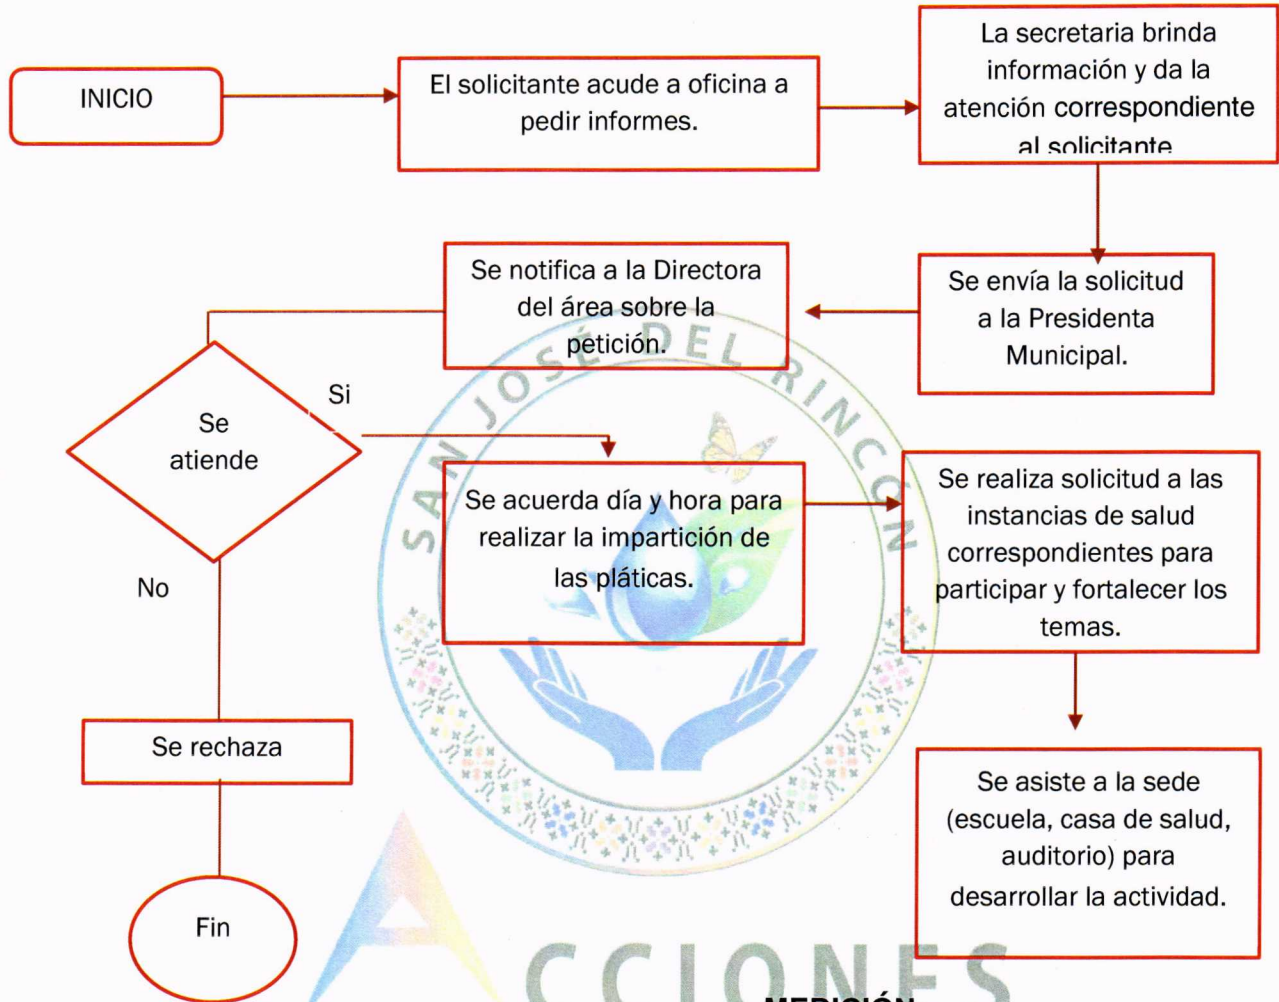 INICIO
El solicitante acude a oficina a
pedir informes.
La secretaria brinda
información y da la
atención correspondiente
al solicitante
Se envía la solicitud
a la Presidenta
Municipal.
Se notifica a la Directora
del área sobre la
petición.
Se
atiende
Si
No
Se acuerda día y hora para
realizar la impartición de
las pláticas.
Se realiza solicitud a las
instancias de salud
correspondientes para
participar y fortalecer los
temas.
Se asiste a la sede
(escuela, casa de salud,
auditorio) para
desarrollar la actividad.
Se rechaza
Fin
SAN JOSÉ DEL RINCÓN
ACCIONES
MEDICIÓN